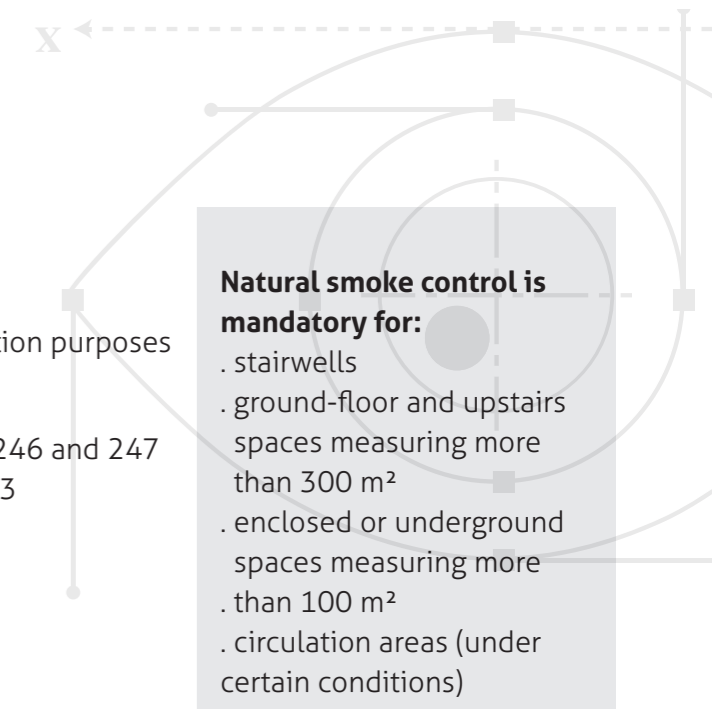 x
tion purposes
246 and 247
3
Natural smoke control is
mandatory for:
. stairwells
. ground-floor and upstairs
spaces measuring more
than 300 m²
. enclosed or underground
spaces measuring more
. than 100 m²
. circulation areas (under
certain conditions)